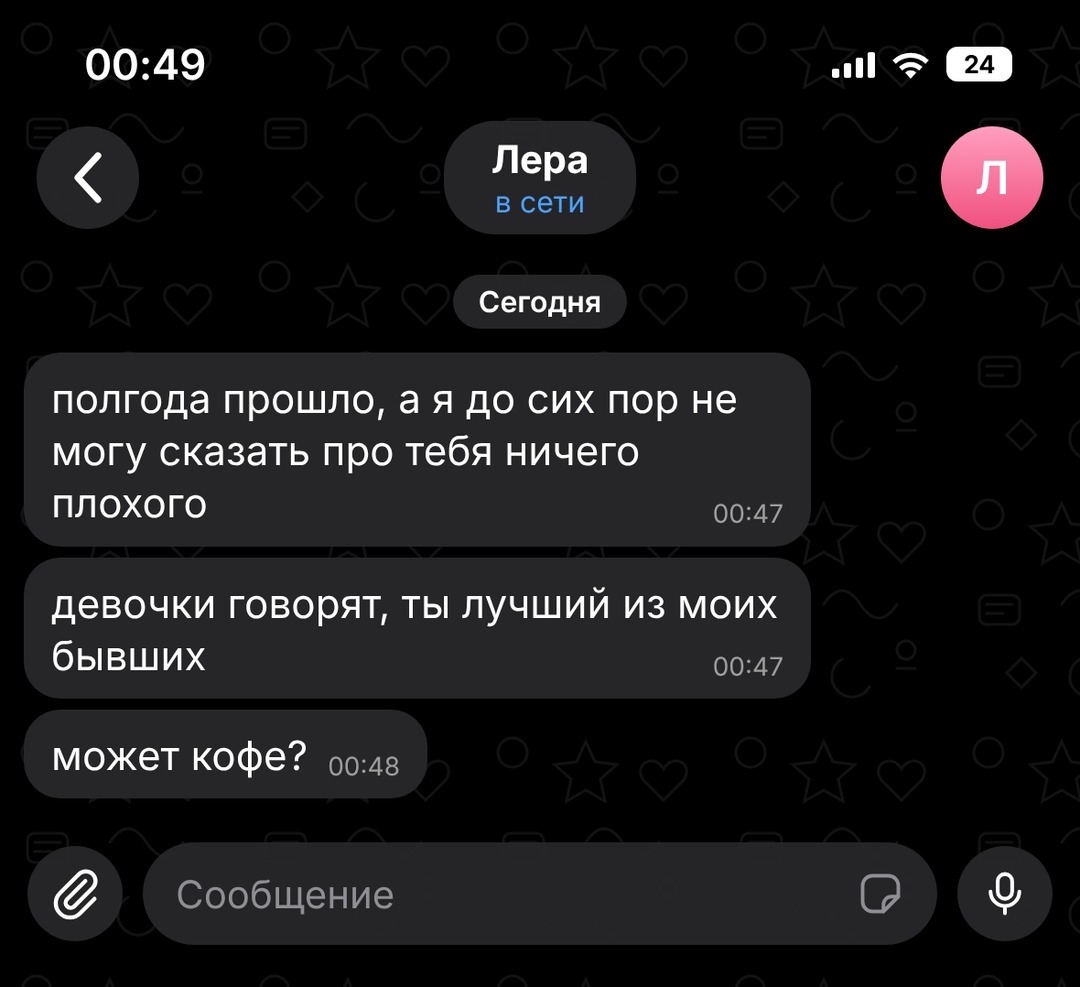 00:49
24
Лера
в сети
Л
Сегодня
полгода прошло, а я до сих пор не
могу сказать про тебя ничего
плохого
00:47
девочки говорят, ты лучший из моих
бывших
00:47
может кофе? 00:48
Сообщение